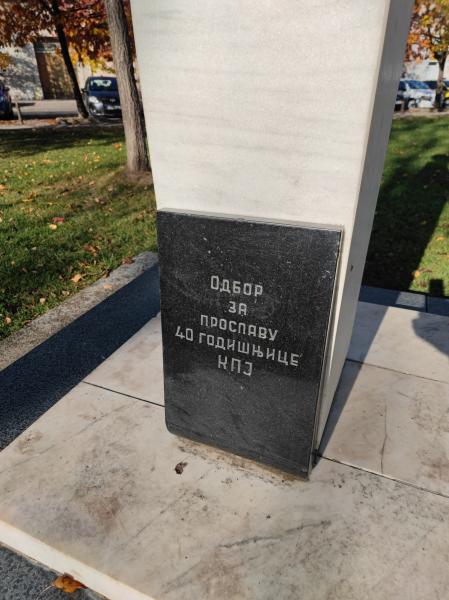 Одбор
за
прославу
40 годишњице
КПЈ